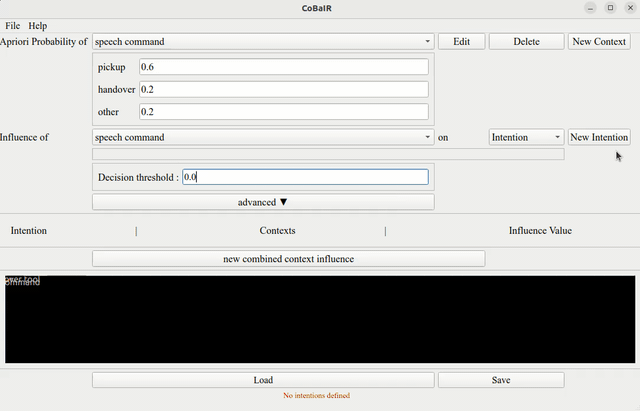 CoBaIR
File Help
Apriori Probability of speech command Edit Delete New Context
pickup 0.6
handover 0.2
other 0.2
Influence of speech command on Intention New Intention
Decision threshold : 0.0
advanced ▼
Intention | Contexts | Influence Value
new combined context influence
tool
ommand
Load Save
No intentions defined